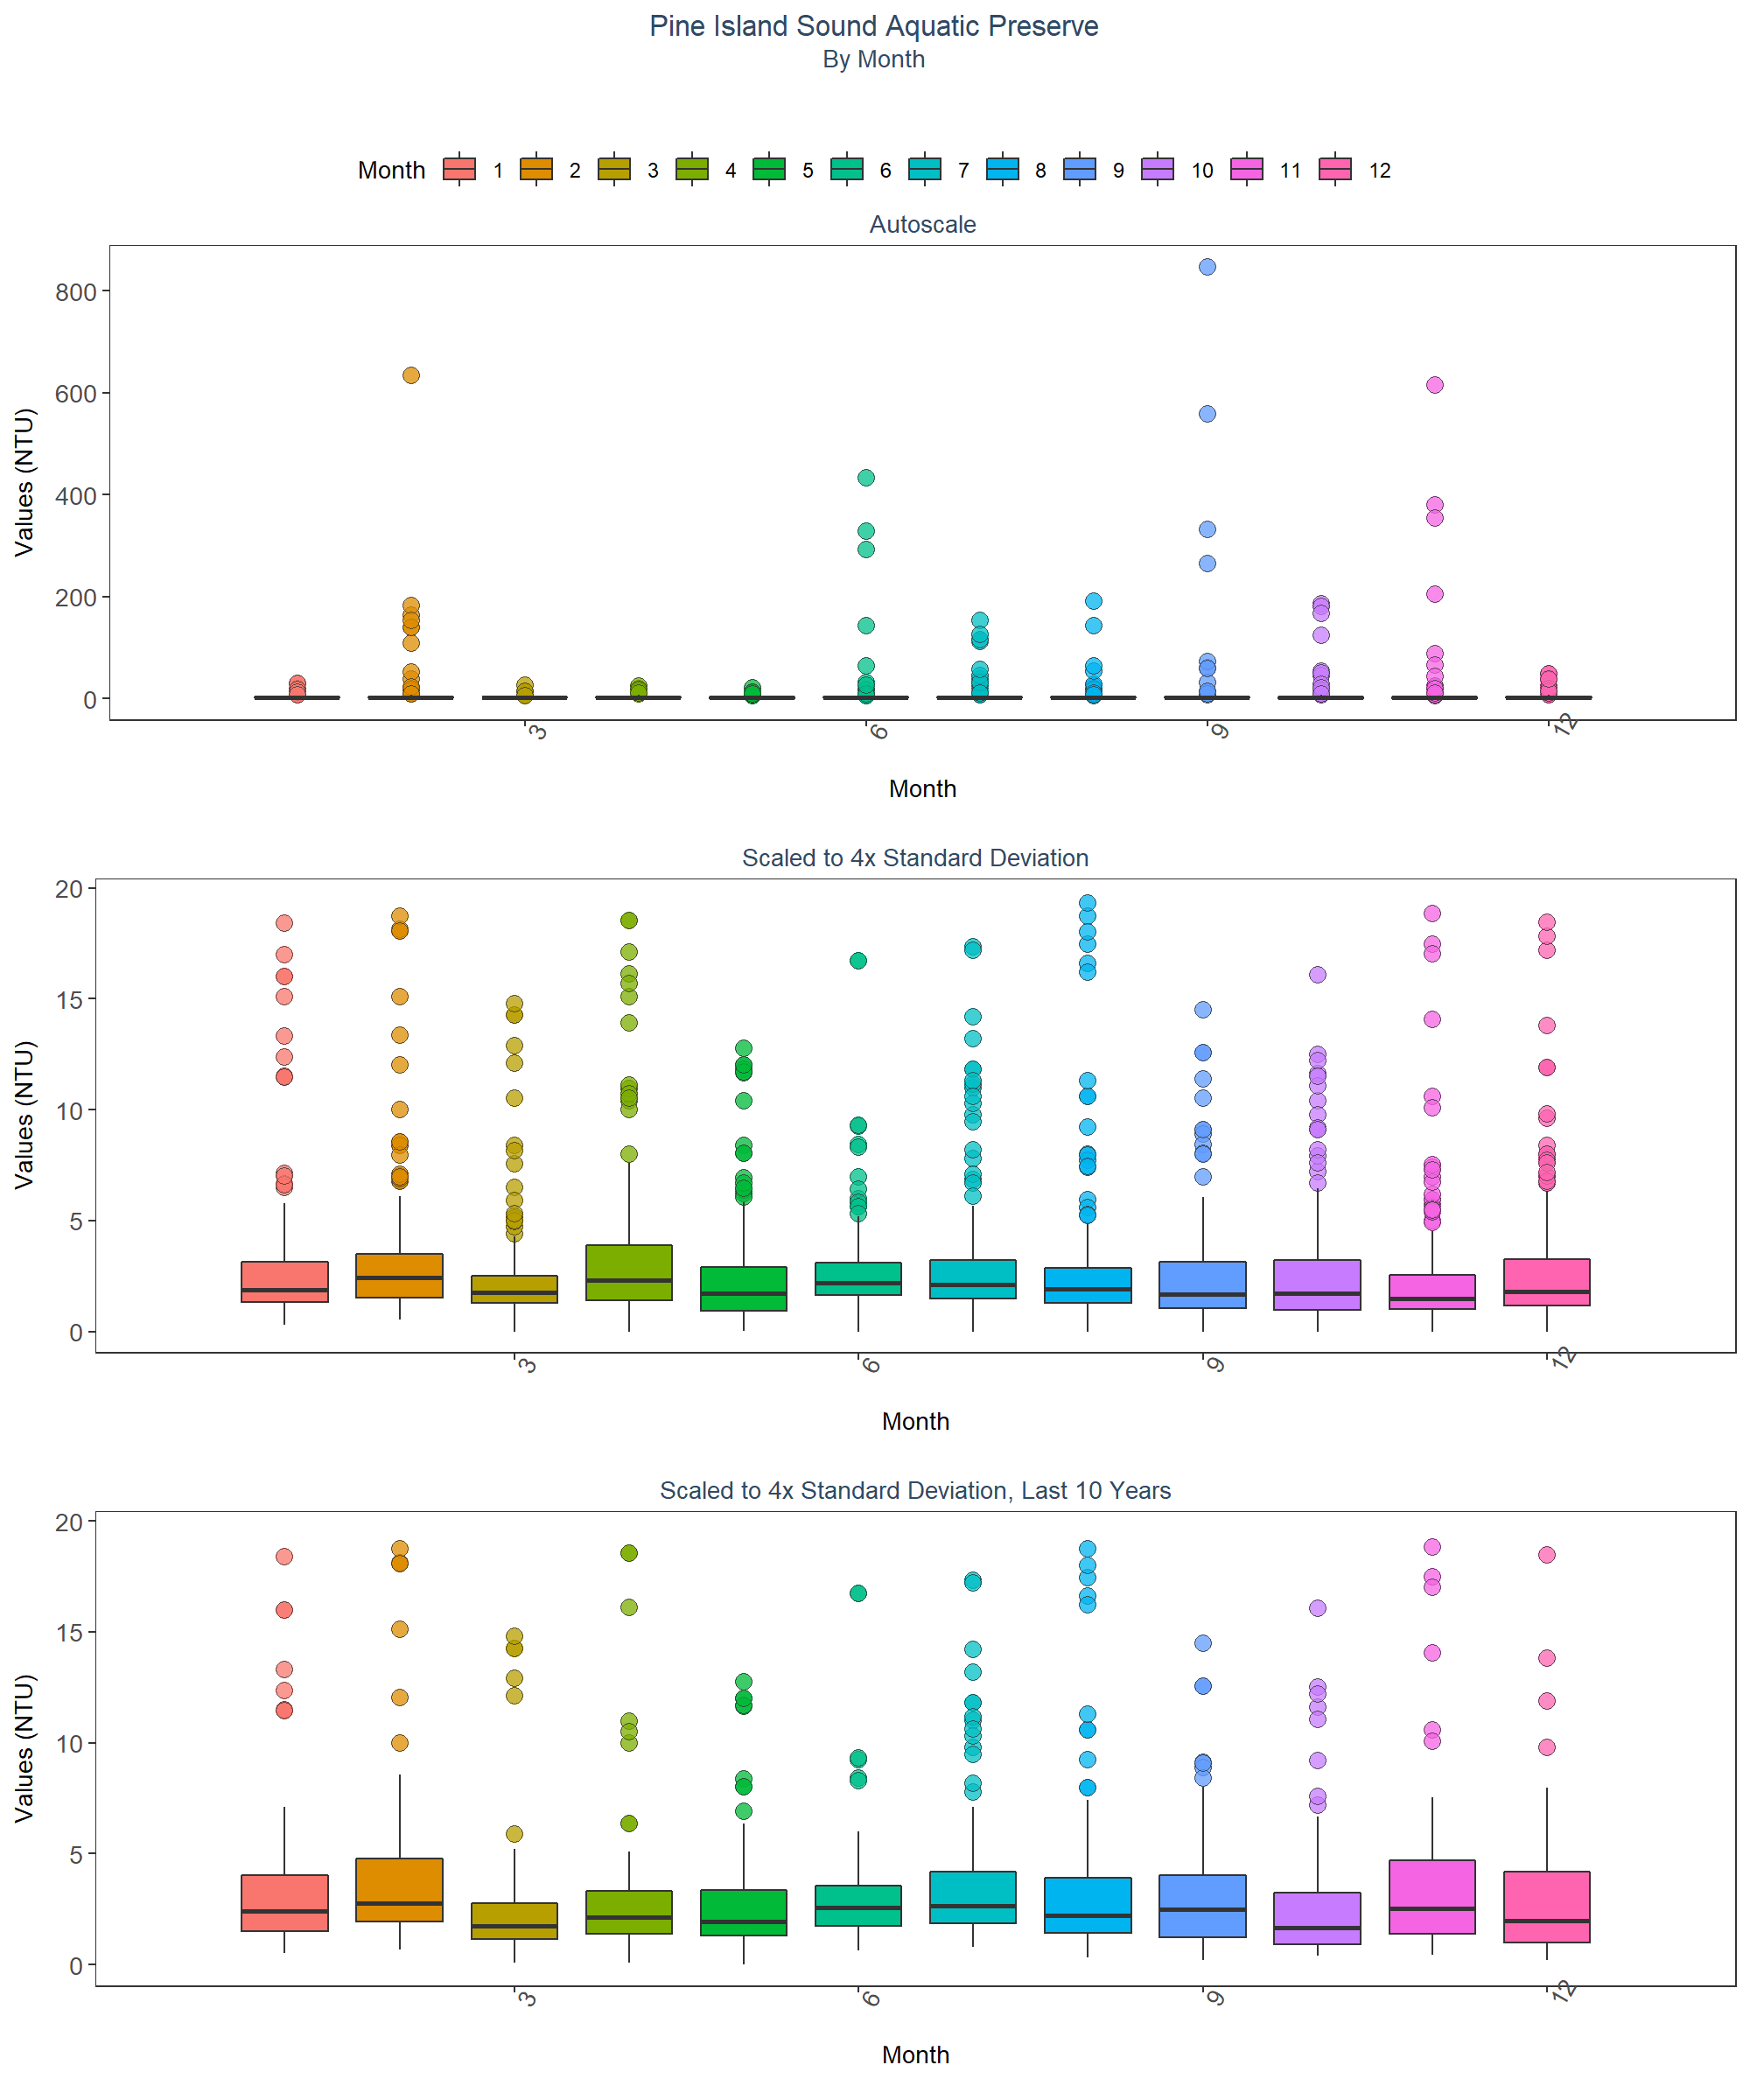 Pine Island Sound Aquatic Preserve
By Month
Month 1 2 3 4 5 6 7 8 9 10 11 12
Autoscale
Values (NTU)
800
600
400
200
0
3 6 9 12
Month
Scaled to 4x Standard Deviation
Values (NTU)
20
15
10
5
0
3 6 9 12
Month
Scaled to 4x Standard Deviation, Last 10 Years
Values (NTU)
20
15
10
5
0
3 6 9 12
Month